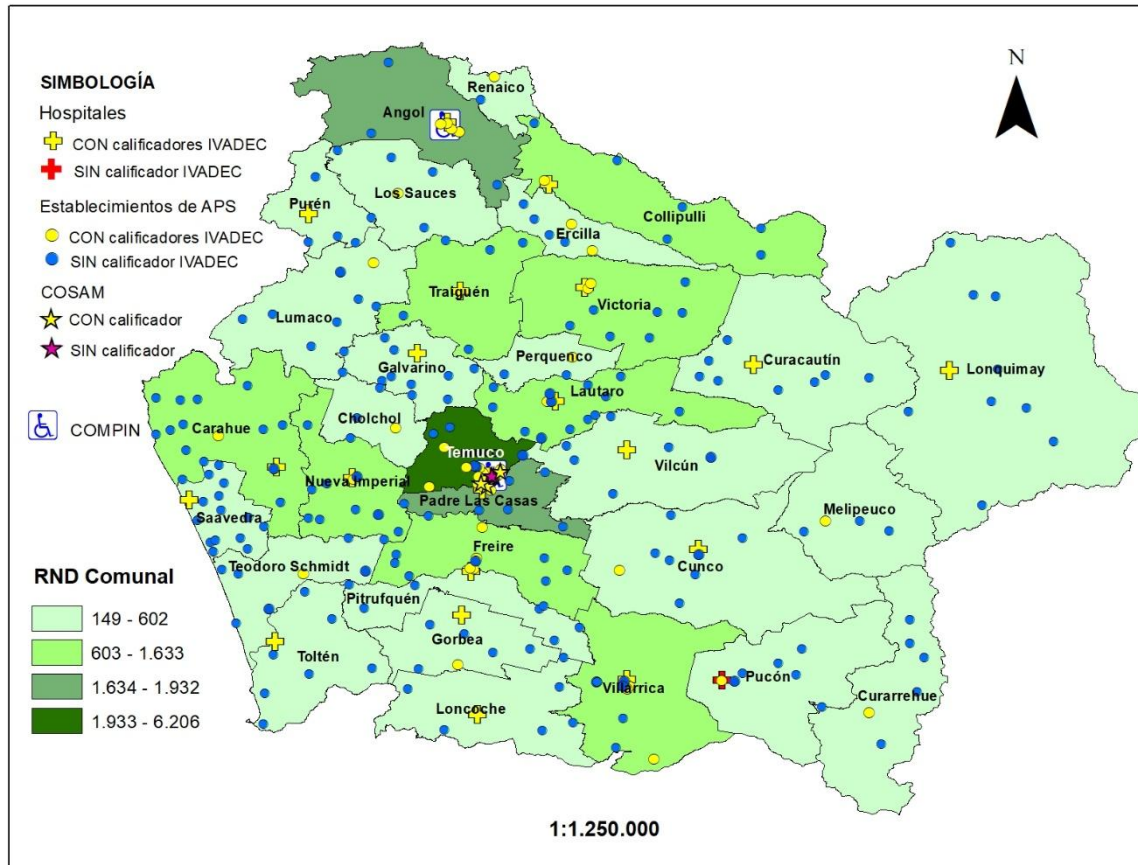 SIMBOLOGÍA
Hospitales
CON calificadores IVADEC
SIN calificador IVADEC
Establecimientos de APS
CON calificadores IVADEC
SIN calificador IVADEC
COSAM
CON calificador
SIN calificador
COMPIN
RND Comunal
149 - 602
603 - 1.633
1.634 - 1.932
1.933 - 6.206
N
Renaico
Angol
Los Sauces
Collipulli
Purén
Ercilla
Traiguén
Victoria
Lumaco
Perquenco
Curacautín
Galvarino
Lonquimay
Lautaro
Cholchol
Carahue
Temuco
Vilcún
Nueva Imperial
Padre Las Casas
Melipeuco
Saavedra
Freire
Cunco
Teodoro Schmidt
Pitrufquén
Gorbea
Toltén
Pucón
Villarrica
Curarrehue
Loncoche
1:1.250.000